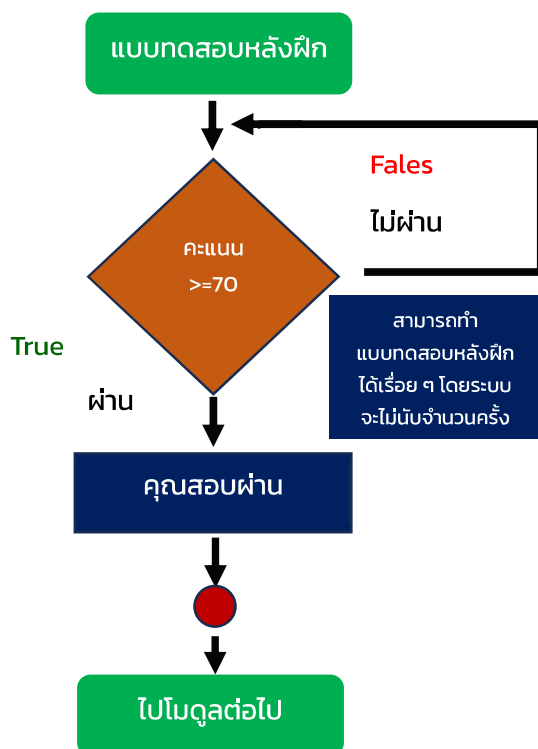 แบบทดสอบหลังฝึก
Fales
ไม่ผ่าน
คะแนน
>=70
สามารถทำ
แบบทดสอบหลังฝึก
ได้เรื่อย ๆ โดยระบบ
จะไม่นับจำนวนครั้ง
True
ผ่าน
คุณสอบผ่าน
ไปโมดูลต่อไป